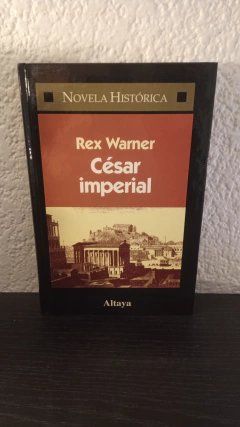 NOVELA HISTÓRICA
Rex Warner
César
imperial
Altaya